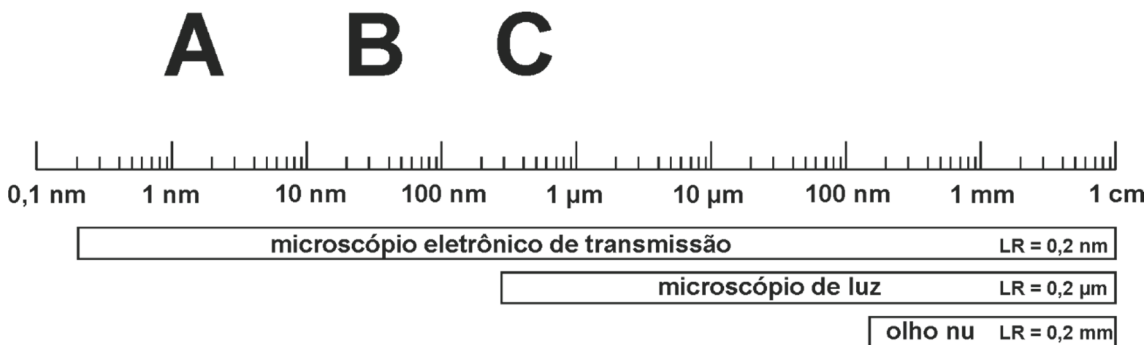 A B C
0,1 nm 1 nm 10 nm 100 nm 1 µm 10 µm 100 nm 1 mm 1 cm
microscópio eletrônico de transmissão LR = 0,2 nm
microscópio de luz LR = 0,2 µm
olho nu LR = 0,2 mm